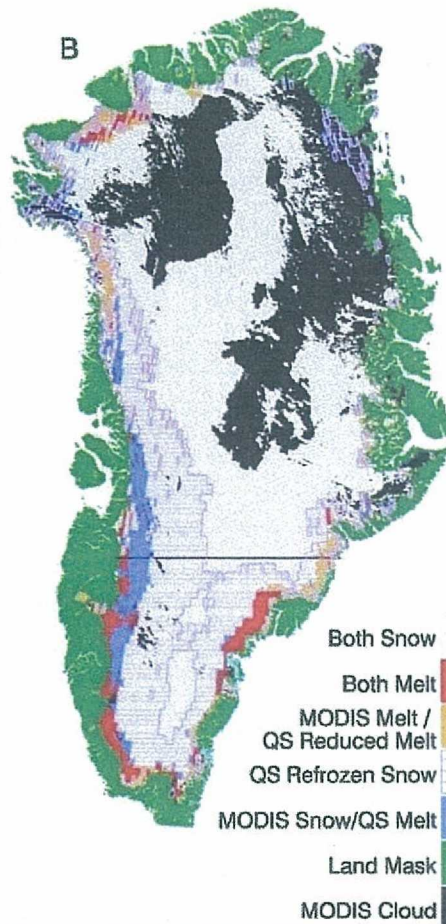 B
Both Snow
Both Melt
MODIS Melt /
QS Reduced Melt
QS Refrozen Snow
MODIS Snow/QS Melt
Land Mask
MODIS Cloud